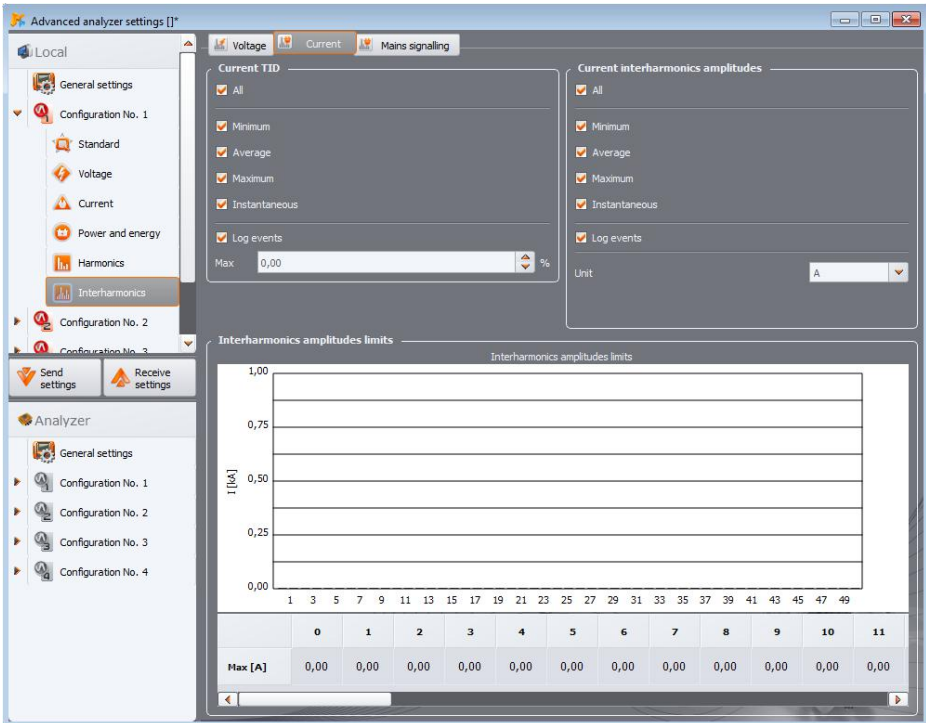 Advanced analyzer settings []*
Local
General settings
Configuration No. 1
Standard
Voltage
Current
Power and energy
Harmonics
Interharmonics
Configuration No. 2
Configuration No. 3
Send settings
Receive settings
Analyzer
General settings
Configuration No. 1
Configuration No. 2
Configuration No. 3
Configuration No. 4
Voltage Current Mains signalling
Current TID
All
Minimum
Average
Maximum
Instantaneous
Log events
Max 0,00 %
Current interharmonics amplitudes
All
Minimum
Average
Maximum
Instantaneous
Log events
Unit A
Interharmonics amplitudes limits
Interharmonics amplitudes limits
I [kA]
1,00
0,75
0,50
0,25
0,00
1 3 5 7 9 11 13 15 17 19 21 23 25 27 29 31 33 35 37 39 41 43 45 47 49
0 1 2 3 4 5 6 7 8 9 10 11
Max [A] 0,00 0,00 0,00 0,00 0,00 0,00 0,00 0,00 0,00 0,00 0,00 0,00